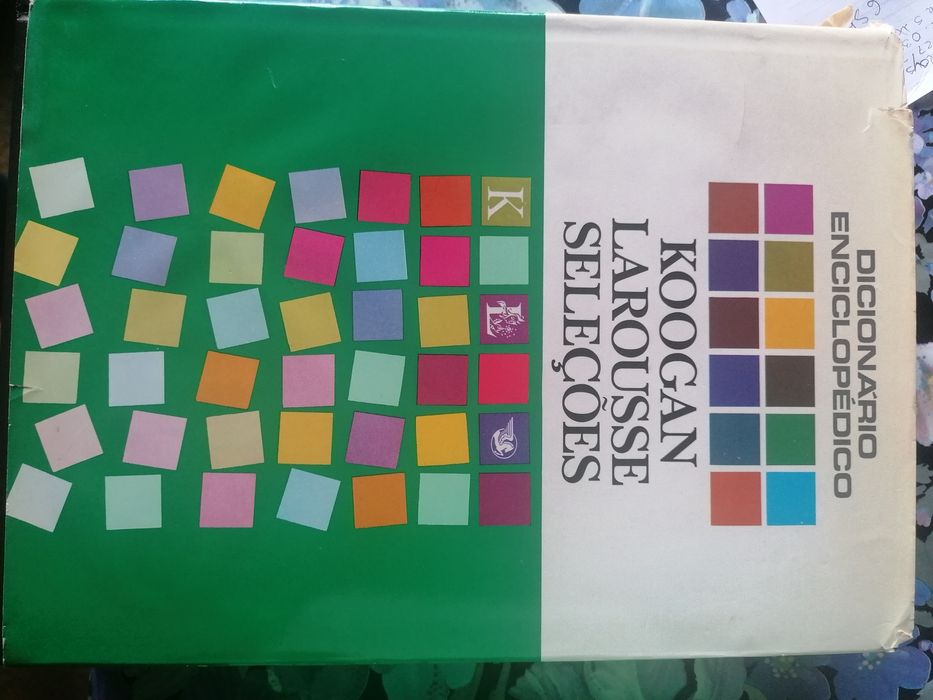 DICIONÁRIO
ENCICLOPÉDICO
KOOGAN
LAROUSSE
SELEÇÕES
K
L